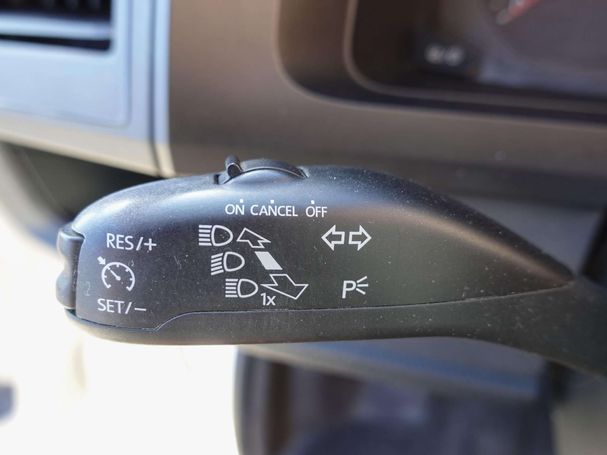 ON CANCEL OFF
RES/+
SET/-
1x
P